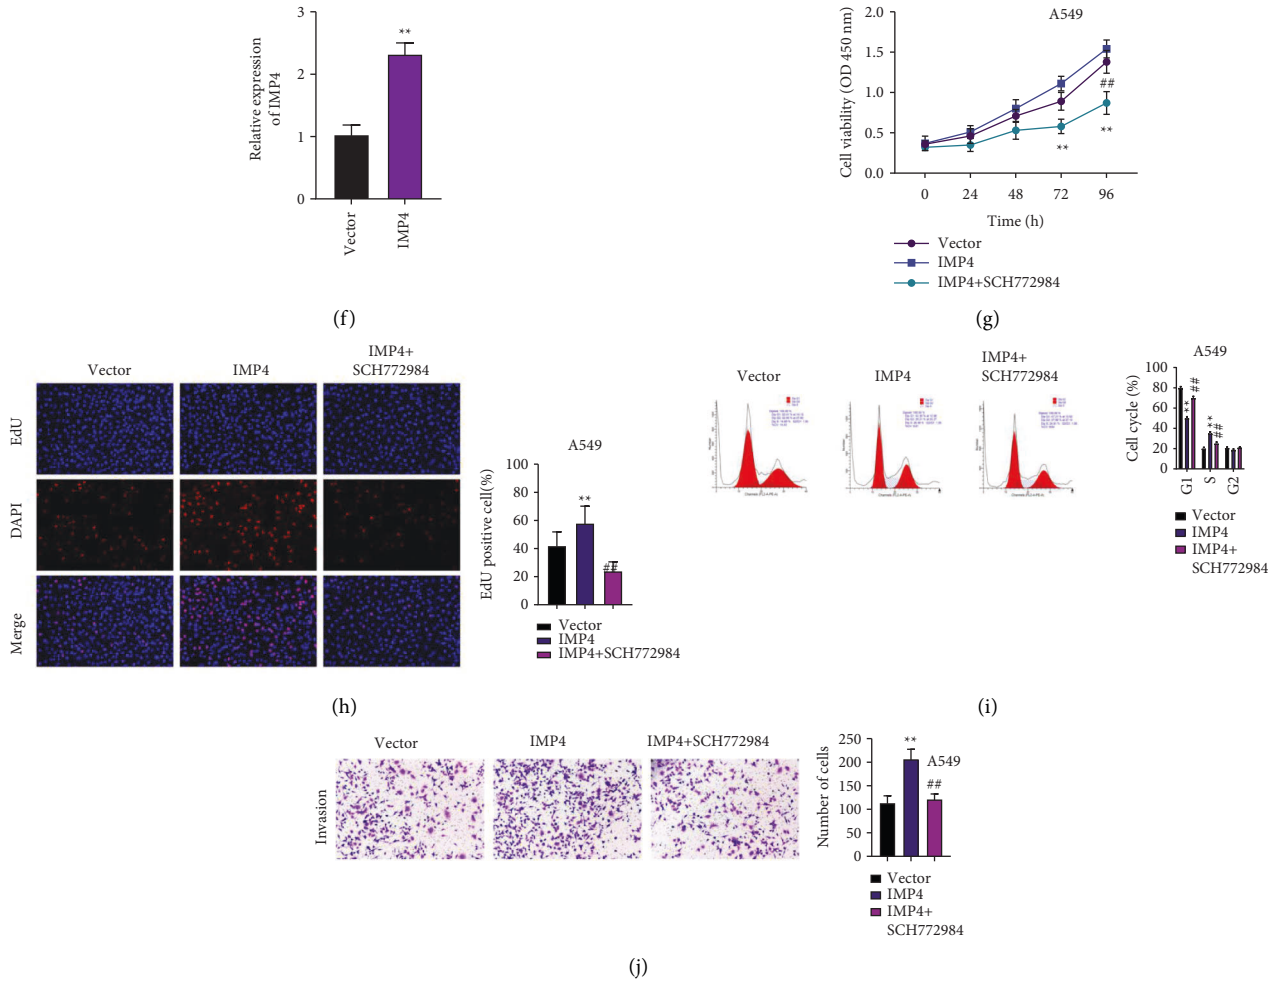 3
2
1
0
Relative expression
of IMP4
**
Vector
IMP4
(f)
A549
2.0
1.5
1.0
0.5
0.0
Cell viability (OD 450 nm)
##
**
**
0 24 48 72 96
Time (h)
Vector
IMP4
IMP4+SCH772984
(g)
Vector
IMP4
IMP4+
SCH772984
EdU
DAPI
Merge
A549
100
80
60
40
20
0
EdU positive cell(%)
**
##
Vector
IMP4
IMP4+SCH772984
(h)
Vector
IMP4
IMP4+
SCH772984
A549
100
80
60
40
20
0
Cell cycle (%)
**
##
**
##
G1
S
G2
Vector
IMP4
IMP4+
SCH772984
(i)
Vector
IMP4
IMP4+SCH772984
Invasion
250
200
150
100
50
0
Number of cells
**
A549
##
Vector
IMP4
IMP4+
SCH772984
(j)